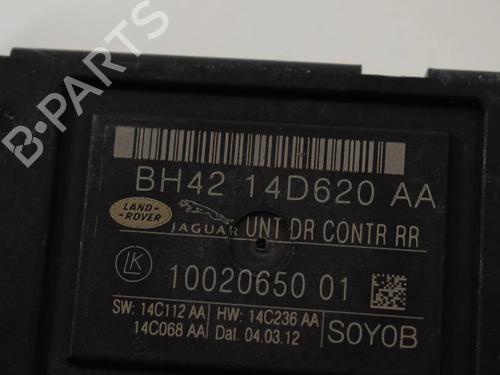 B-PARTS
BH42 14D620 AA
LAND-
ROVER
JAGUAR UNT DR CONTR RR
LK 10020650 01
SW: 14C112 AA HW: 14C236 AA
14C068 AA Dat. 04.03.12
S0Y0B